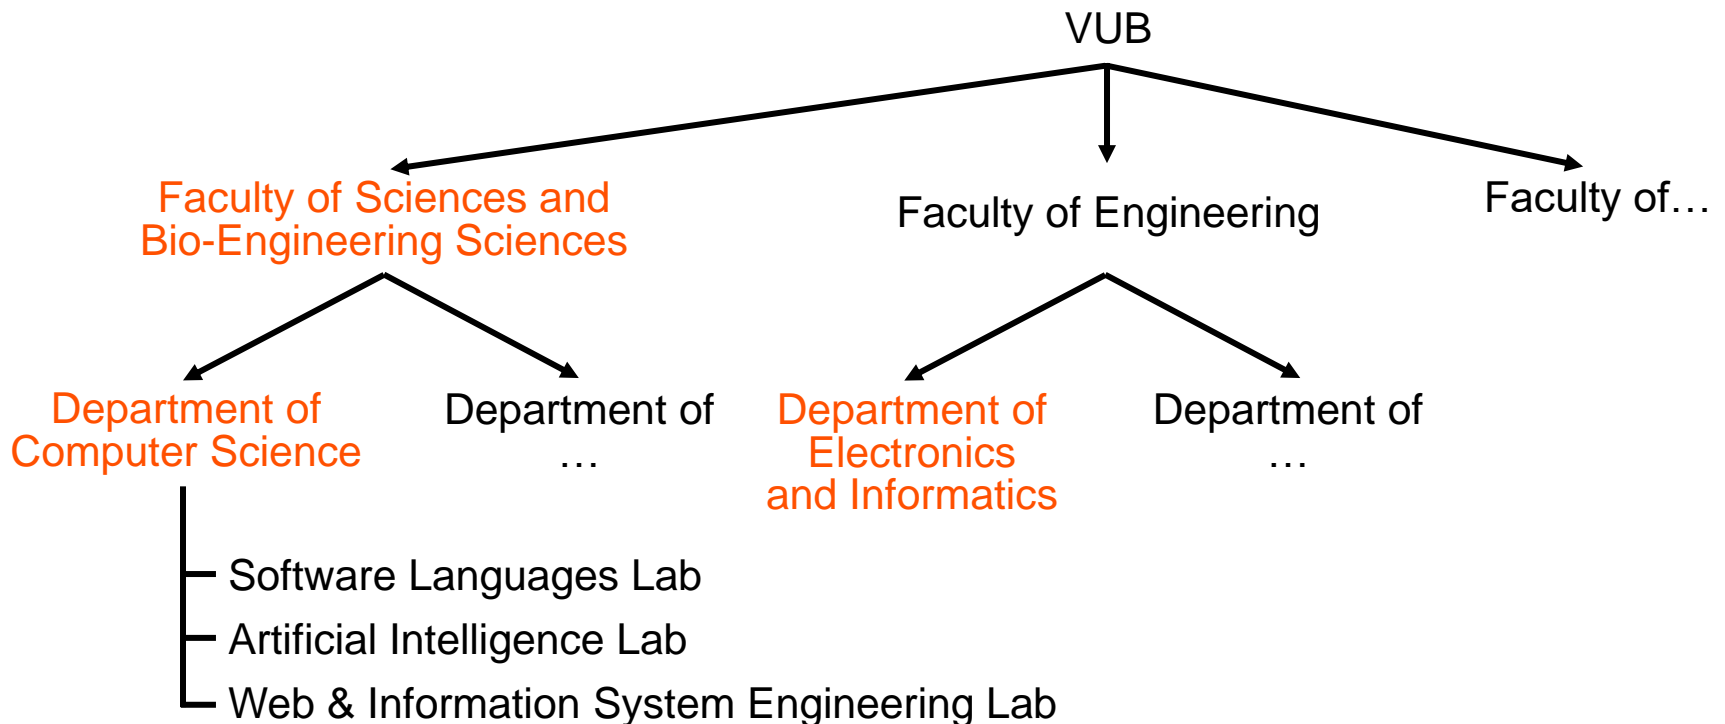 VUB
Faculty of Sciences and
Bio-Engineering Sciences
Faculty of Engineering
Faculty of…
Department of
Computer Science
Department of
…
Department of
Electronics
and Informatics
Department of
…
Software Languages Lab
Artificial Intelligence Lab
Web & Information System Engineering Lab